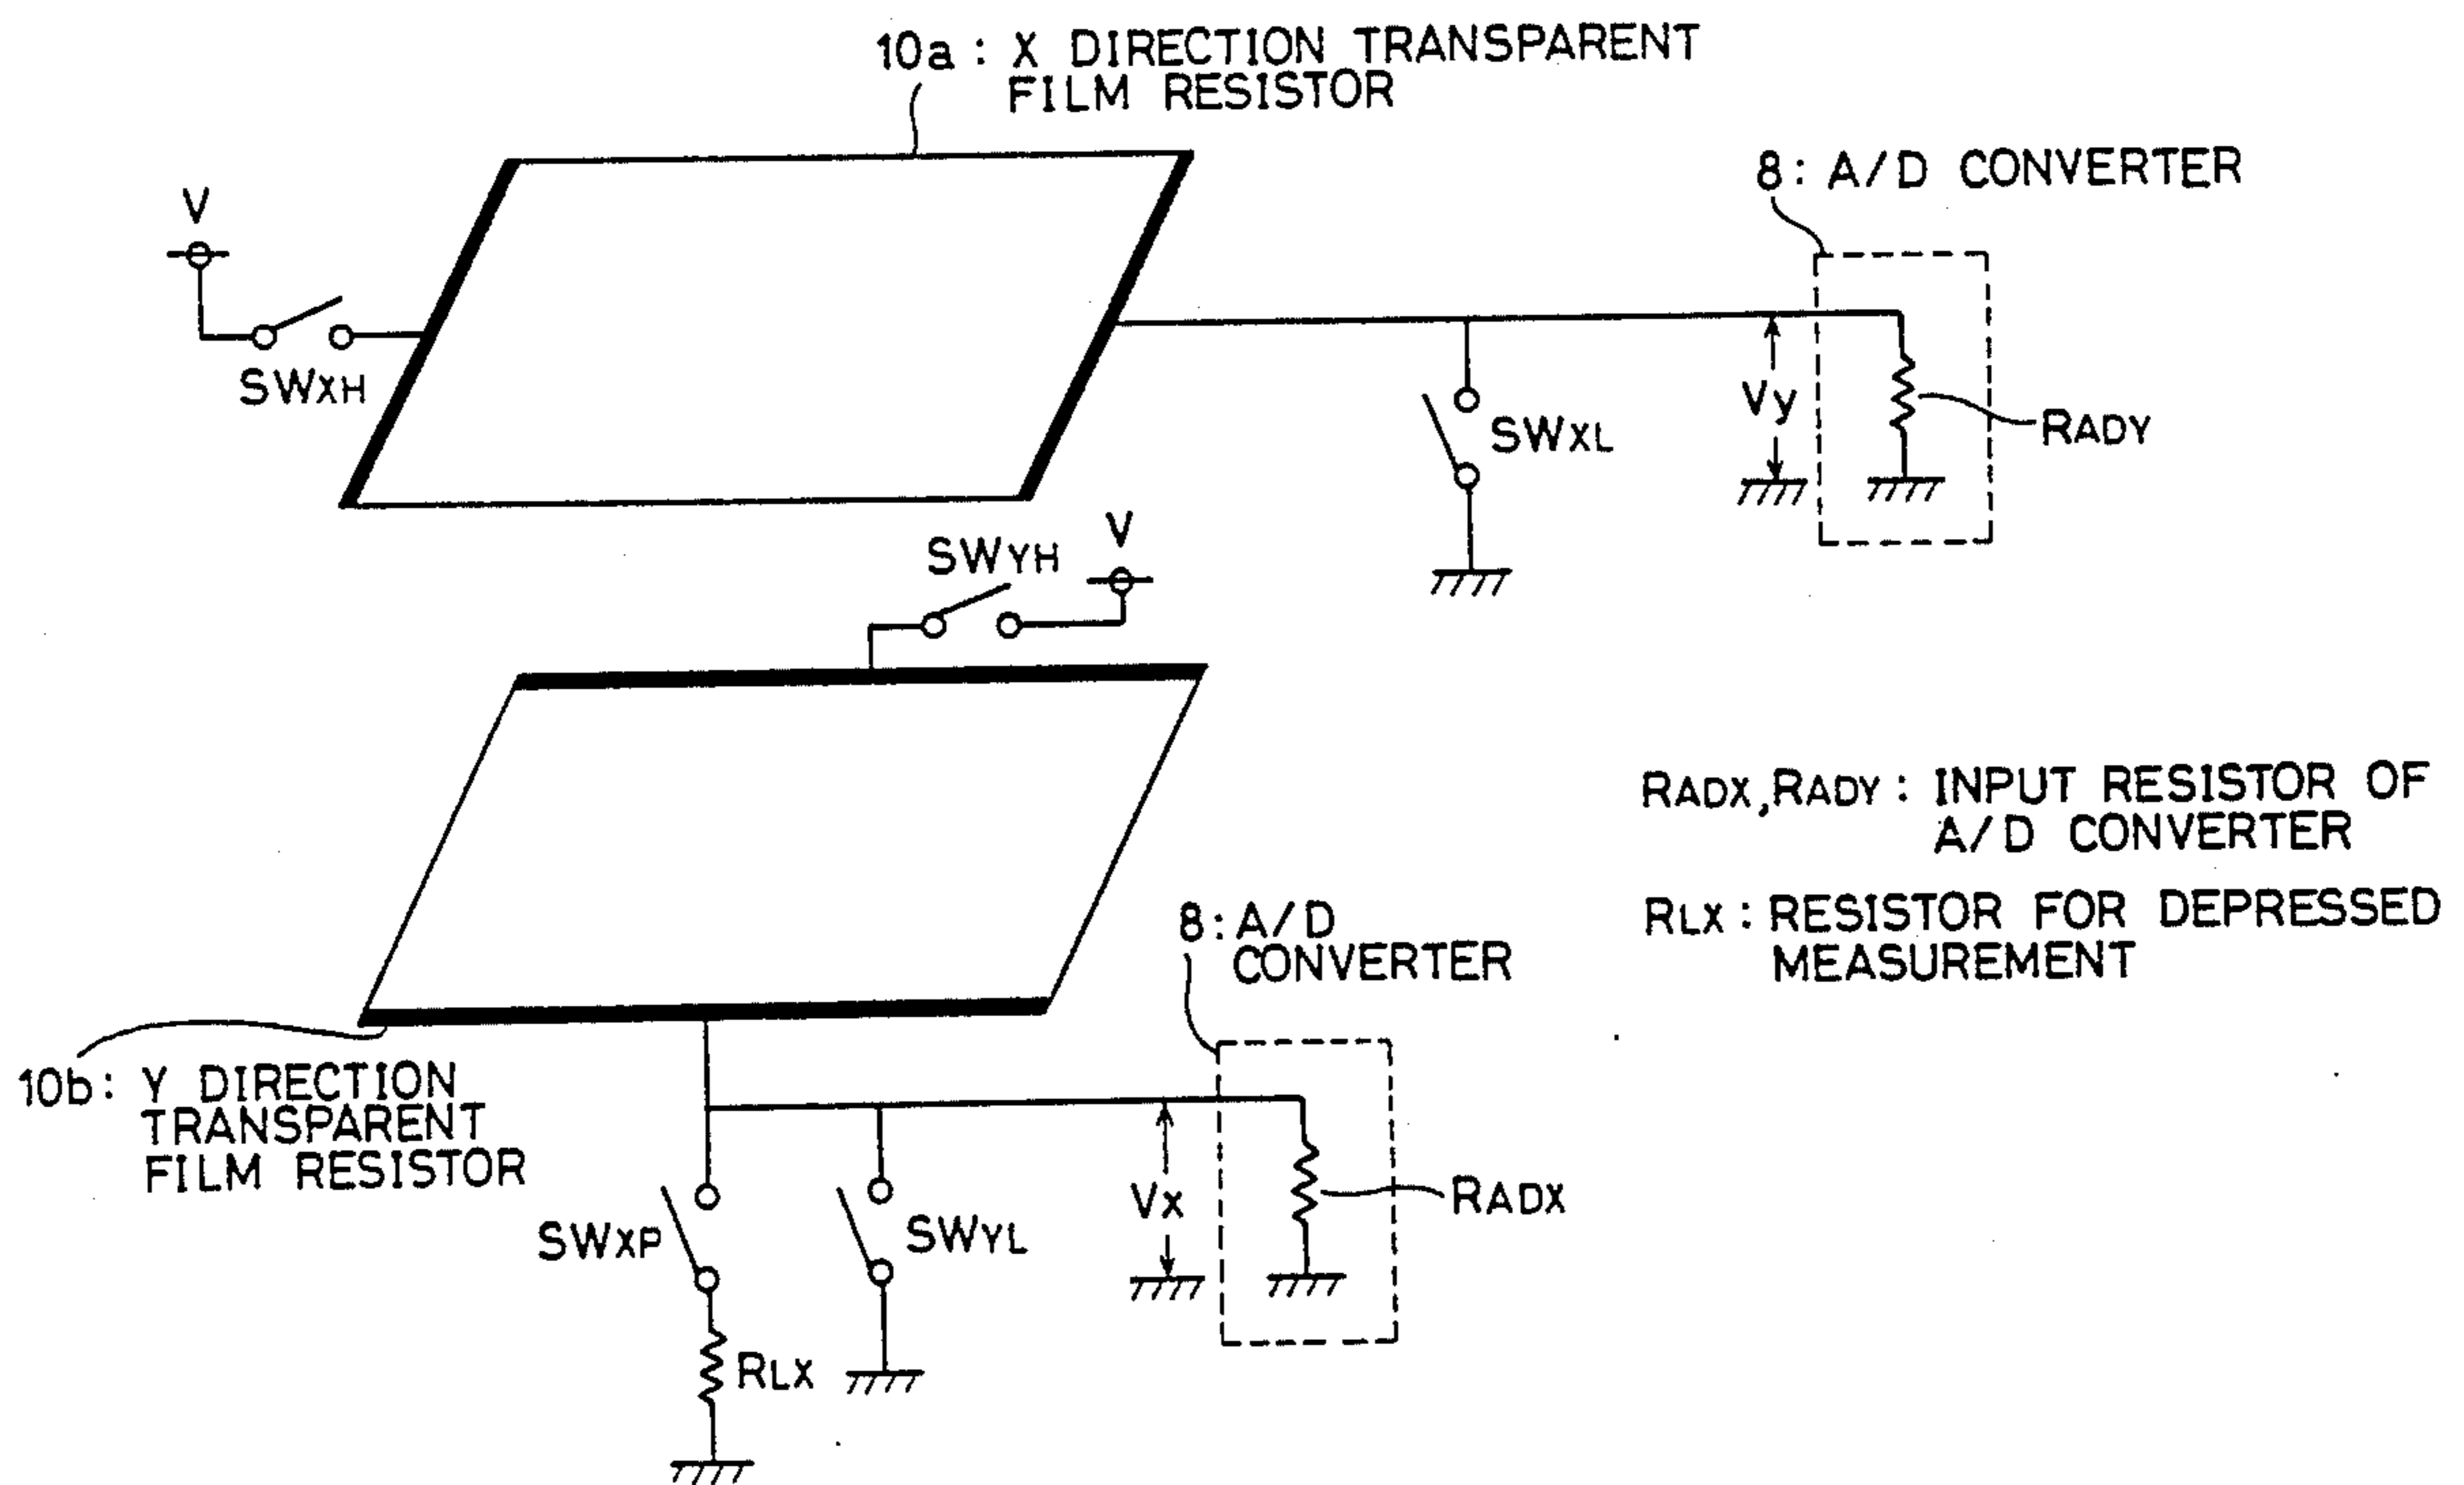 10a : X DIRECTION TRANSPARENT
FILM RESISTOR
8 : A/D CONVERTER
V
SWXH
Vy
SWXL
RADY
SWYH
V
RADX,RADY : INPUT RESISTOR OF
A/D CONVERTER
8 : A/D
CONVERTER
RLX : RESISTOR FOR DEPRESSED
MEASUREMENT
10b : Y DIRECTION
TRANSPARENT
FILM RESISTOR
SWXP
SWYL
Vx
RADX
RLX